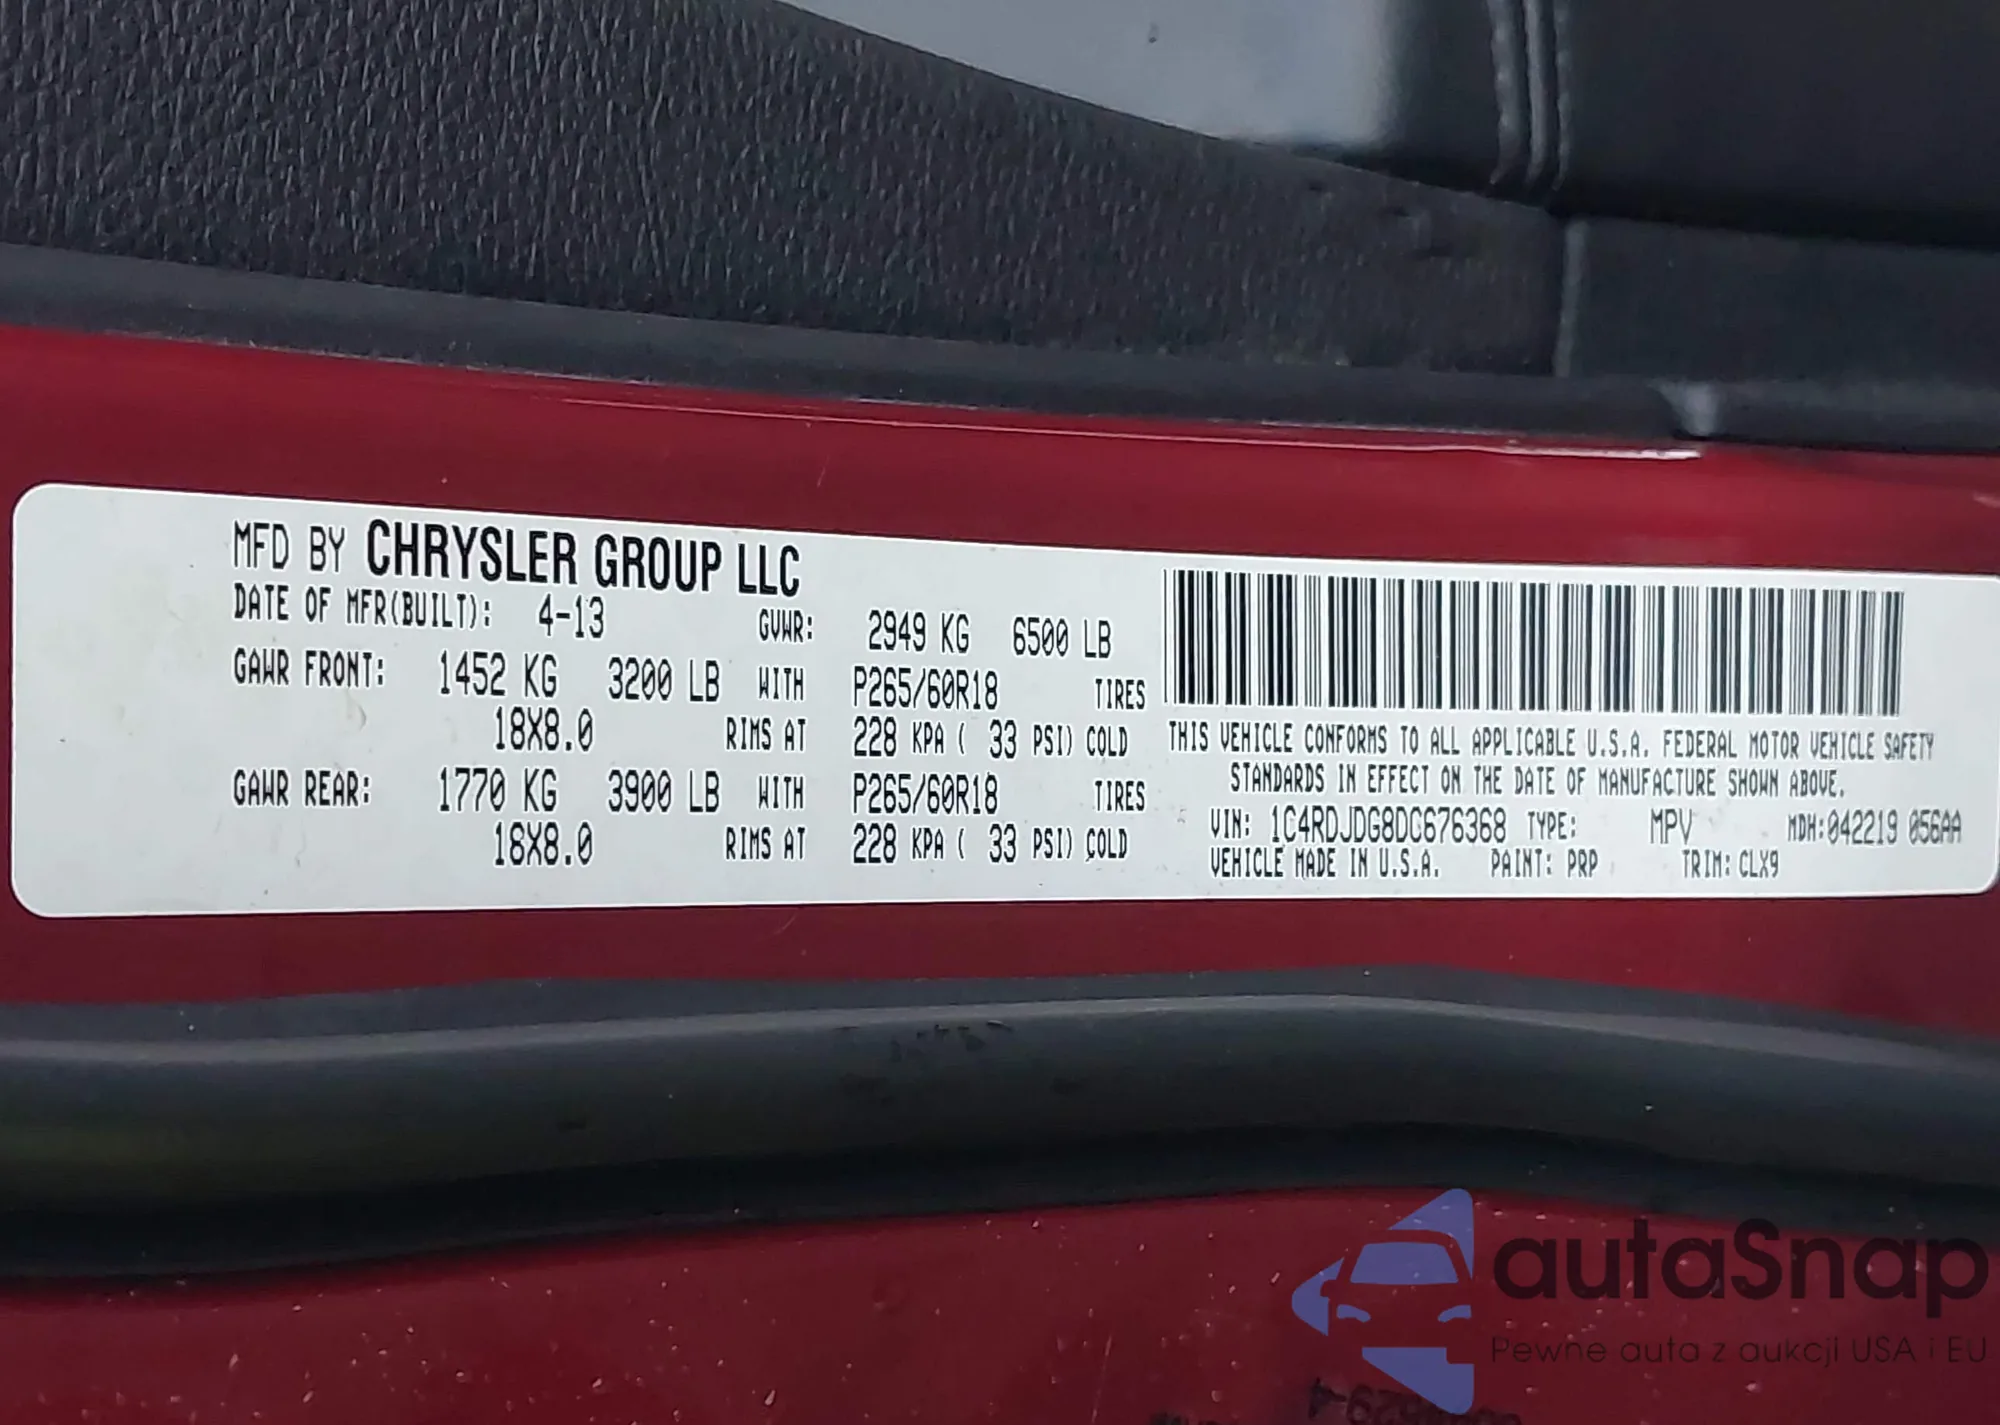 MFD BY CHRYSLER GROUP LLC
DATE OF MFR(BUILT): 4-13 GVWR: 2949 KG 6500 LB
GAWR FRONT: 1452 KG 3200 LB WITH P265/60R18 TIRES
18X8.0 RIMS AT 228 KPA ( 33 PSI) COLD
GAWR REAR: 1770 KG 3900 LB WITH P265/60R18 TIRES
18X8.0 RIMS AT 228 KPA ( 33 PSI) COLD
THIS VEHICLE CONFORMS TO ALL APPLICABLE U.S.A. FEDERAL MOTOR VEHICLE SAFETY
STANDARDS IN EFFECT ON THE DATE OF MANUFACTURE SHOWN ABOVE.
VIN: 1C4RDJDG8DC676368 TYPE: MPV MDH:042219 056AA
VEHICLE MADE IN U.S.A. PAINT: PRP TRIM: CLX9
autaSnap
Pewne auta z aukcji USA i EU